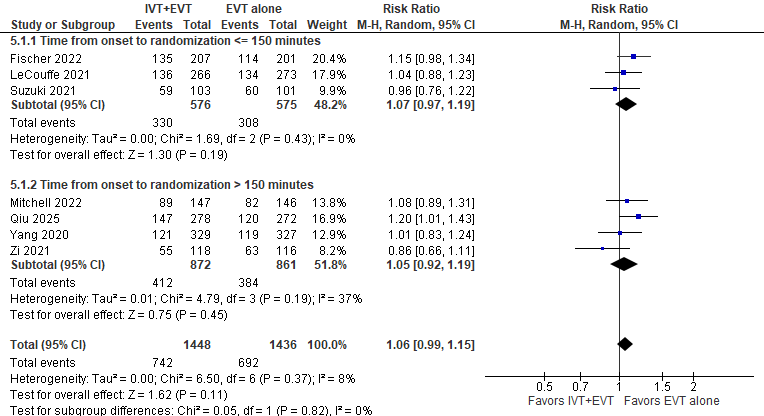 IVT+EVT EVT alone Risk Ratio Risk Ratio
Study or Subgroup Events Total Events Total Weight M-H, Random, 95% CI M-H, Random, 95% CI
5.1.1 Time from onset to randomization <= 150 minutes
Fischer 2022 135 207 114 201 20.4% 1.15 [0.98, 1.34]
LeCouffe 2021 136 266 134 273 17.9% 1.04 [0.88, 1.23]
Suzuki 2021 59 103 60 101 9.9% 0.96 [0.76, 1.22]
Subtotal (95% CI) 576 575 48.2% 1.07 [0.97, 1.19]
Total events 330 308
Heterogeneity: Tau² = 0.00; Chi² = 1.69, df = 2 (P = 0.43); I² = 0%
Test for overall effect: Z = 1.30 (P = 0.19)
5.1.2 Time from onset to randomization > 150 minutes
Mitchell 2022 89 147 82 146 13.8% 1.08 [0.89, 1.31]
Qiu 2025 147 278 120 272 16.9% 1.20 [1.01, 1.43]
Yang 2020 121 329 119 327 12.9% 1.01 [0.83, 1.24]
Zi 2021 55 118 63 116 8.2% 0.86 [0.66, 1.11]
Subtotal (95% CI) 872 861 51.8% 1.05 [0.92, 1.19]
Total events 412 384
Heterogeneity: Tau² = 0.01; Chi² = 4.79, df = 3 (P = 0.19); I² = 37%
Test for overall effect: Z = 0.75 (P = 0.45)
Total (95% CI) 1448 1436 100.0% 1.06 [0.99, 1.15]
Total events 742 692
Heterogeneity: Tau² = 0.00; Chi² = 6.50, df = 6 (P = 0.37); I² = 8%
Test for overall effect: Z = 1.62 (P = 0.11)
Test for subgroup differences: Chi² = 0.05, df = 1 (P = 0.82), I² = 0%
0.5 0.7 1 1.5 2
Favors IVT+EVT Favors EVT alone